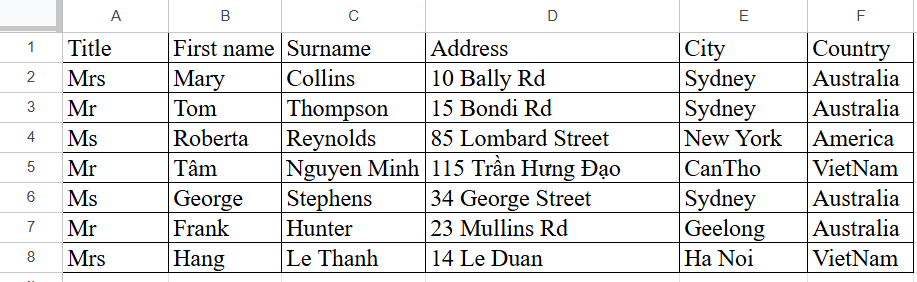 A B C D E F
1 Title First name Surname Address City Country
2 Mrs Mary Collins 10 Bally Rd Sydney Australia
3 Mr Tom Thompson 15 Bondi Rd Sydney Australia
4 Ms Roberta Reynolds 85 Lombard Street New York America
5 Mr Tâm Nguyen Minh 115 Trần Hưng Đạo CanTho VietNam
6 Ms George Stephens 34 George Street Sydney Australia
7 Mr Frank Hunter 23 Mullins Rd Geelong Australia
8 Mrs Hang Le Thanh 14 Le Duan Ha Noi VietNam